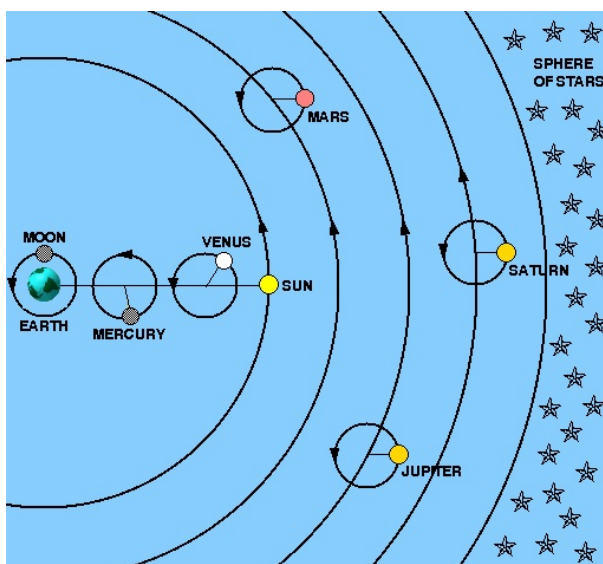 SPHERE
OF STARS
MARS
MOON
VENUS
SATURN
SUN
EARTH
MERCURY
JUPITER